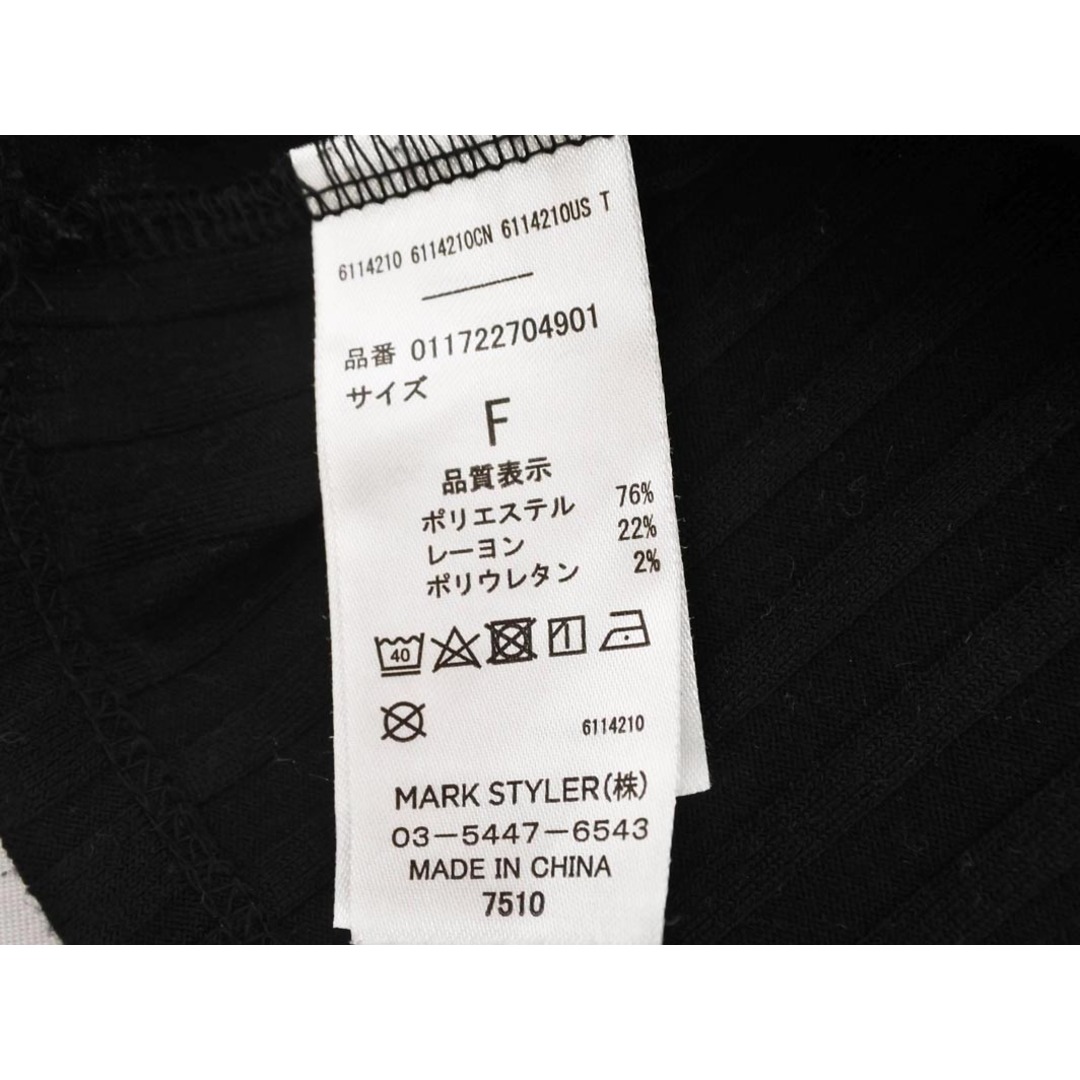 6114210 6114210CN 6114210US T
品番 011722704901
サイズ
F
品質表示
ポリエステル 76%
レーヨン 22%
ポリウレタン 2%
40
6114210
MARK STYLER(株)
03-5447-6543
MADE IN CHINA
7510